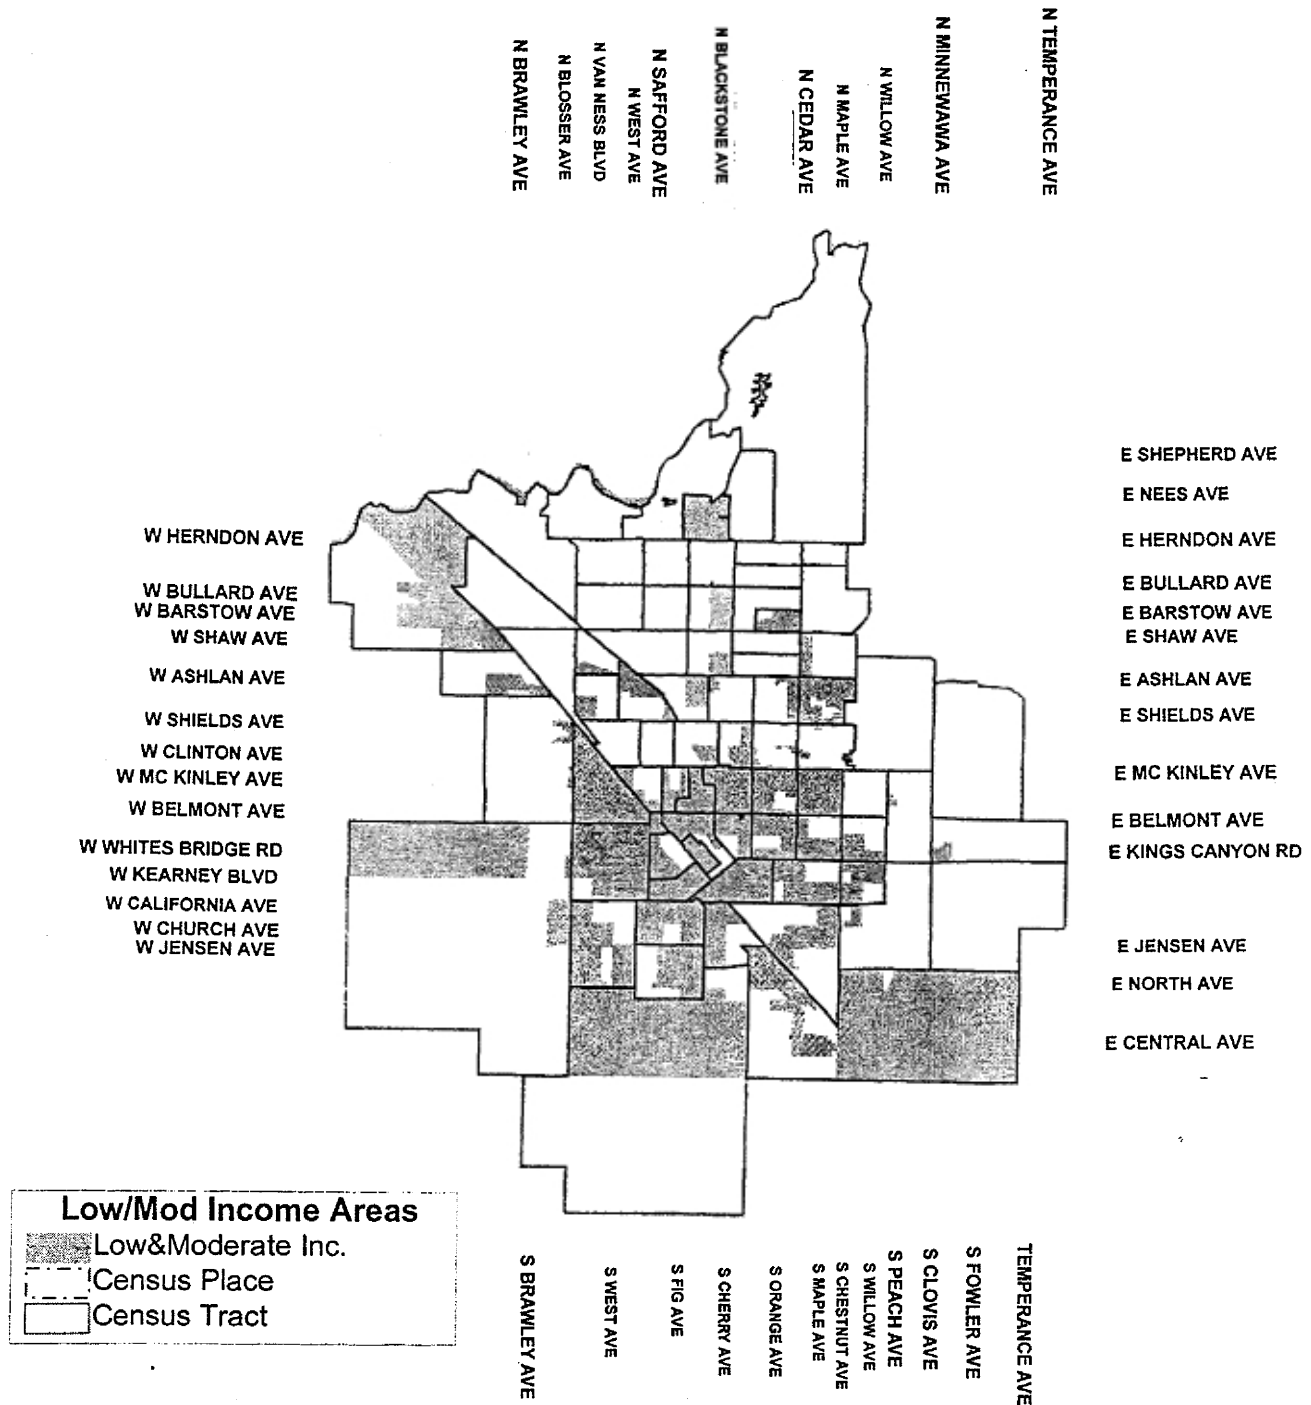 N BRAWLEY AVE
N BLOSSER AVE
N VAN NESS BLVD
N WEST AVE
N SAFFORD AVE
N BLACKSTONE AVE
N CEDAR AVE
N MAPLE AVE
N WILLOW AVE
N MINNEWAWA AVE
N TEMPERANCE AVE
W HERNDON AVE
W BULLARD AVE
W BARSTOW AVE
W SHAW AVE
W ASHLAN AVE
W SHIELDS AVE
W CLINTON AVE
W MC KINLEY AVE
W BELMONT AVE
W WHITES BRIDGE RD
W KEARNEY BLVD
W CALIFORNIA AVE
W CHURCH AVE
W JENSEN AVE
E SHEPHERD AVE
E NEES AVE
E HERNDON AVE
E BULLARD AVE
E BARSTOW AVE
E SHAW AVE
E ASHLAN AVE
E SHIELDS AVE
E MC KINLEY AVE
E BELMONT AVE
E KINGS CANYON RD
E JENSEN AVE
E NORTH AVE
E CENTRAL AVE
Low/Mod Income Areas
Low&Moderate Inc.
Census Place
Census Tract
S BRAWLEY AVE
S WEST AVE
S FIG AVE
S CHERRY AVE
S ORANGE AVE
S MAPLE AVE
S CHESTNUT AVE
S WILLOW AVE
S PEACH AVE
S CLOVIS AVE
S FOWLER AVE
TEMPERANCE AVE